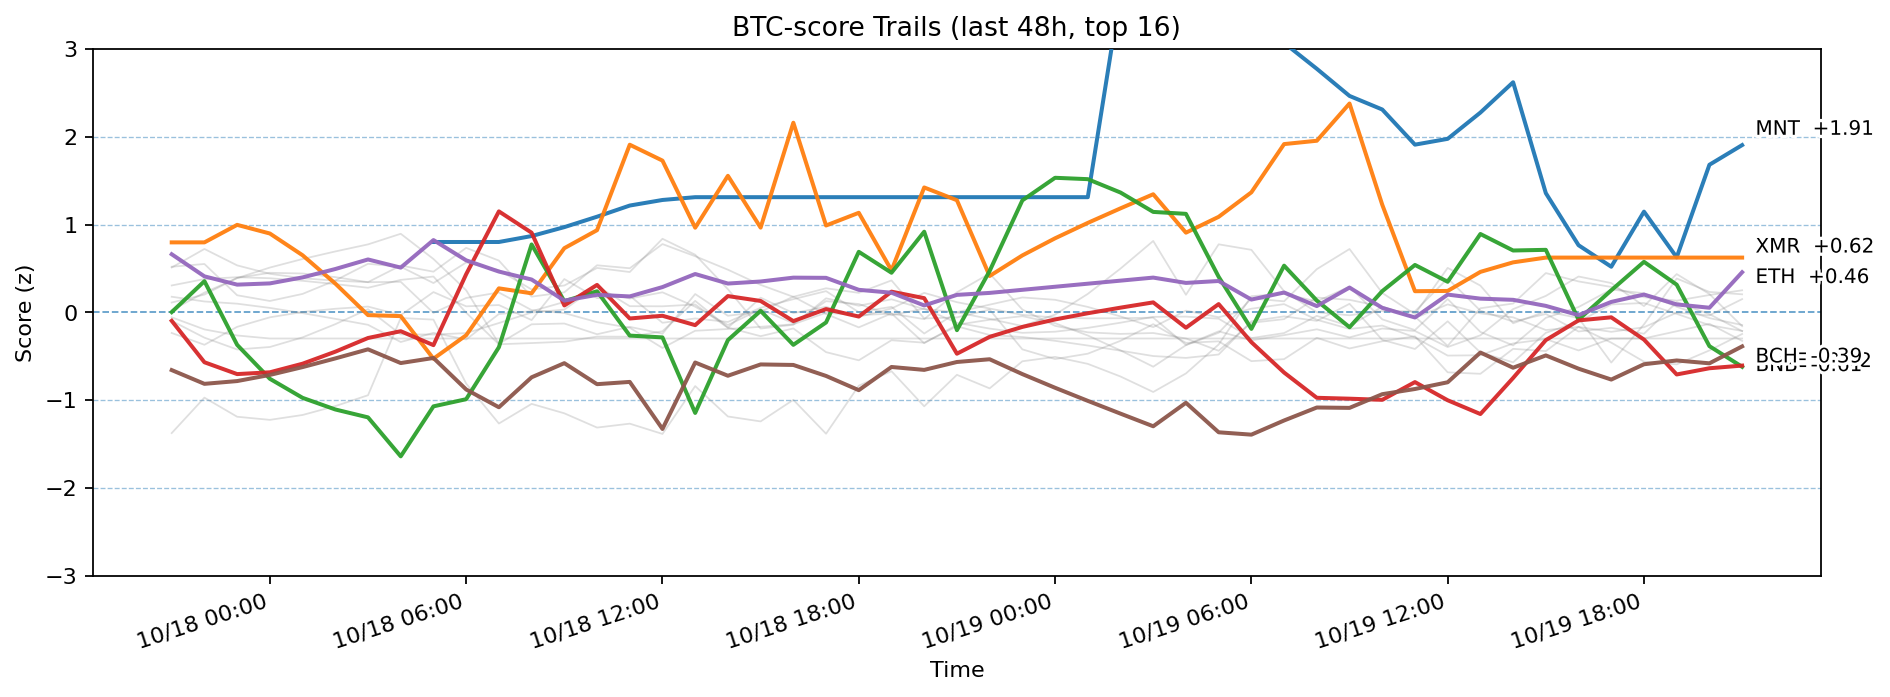 BTC-score Trails (last 48h, top 16)
Score (z)
3
2
1
0
−1
−2
−3
MNT +1.91
XMR +0.62
ETH +0.46
BCH -0.39
10/18 00:00
10/18 06:00
10/18 12:00
10/18 18:00
10/19 00:00
10/19 06:00
10/19 12:00
10/19 18:00
Time